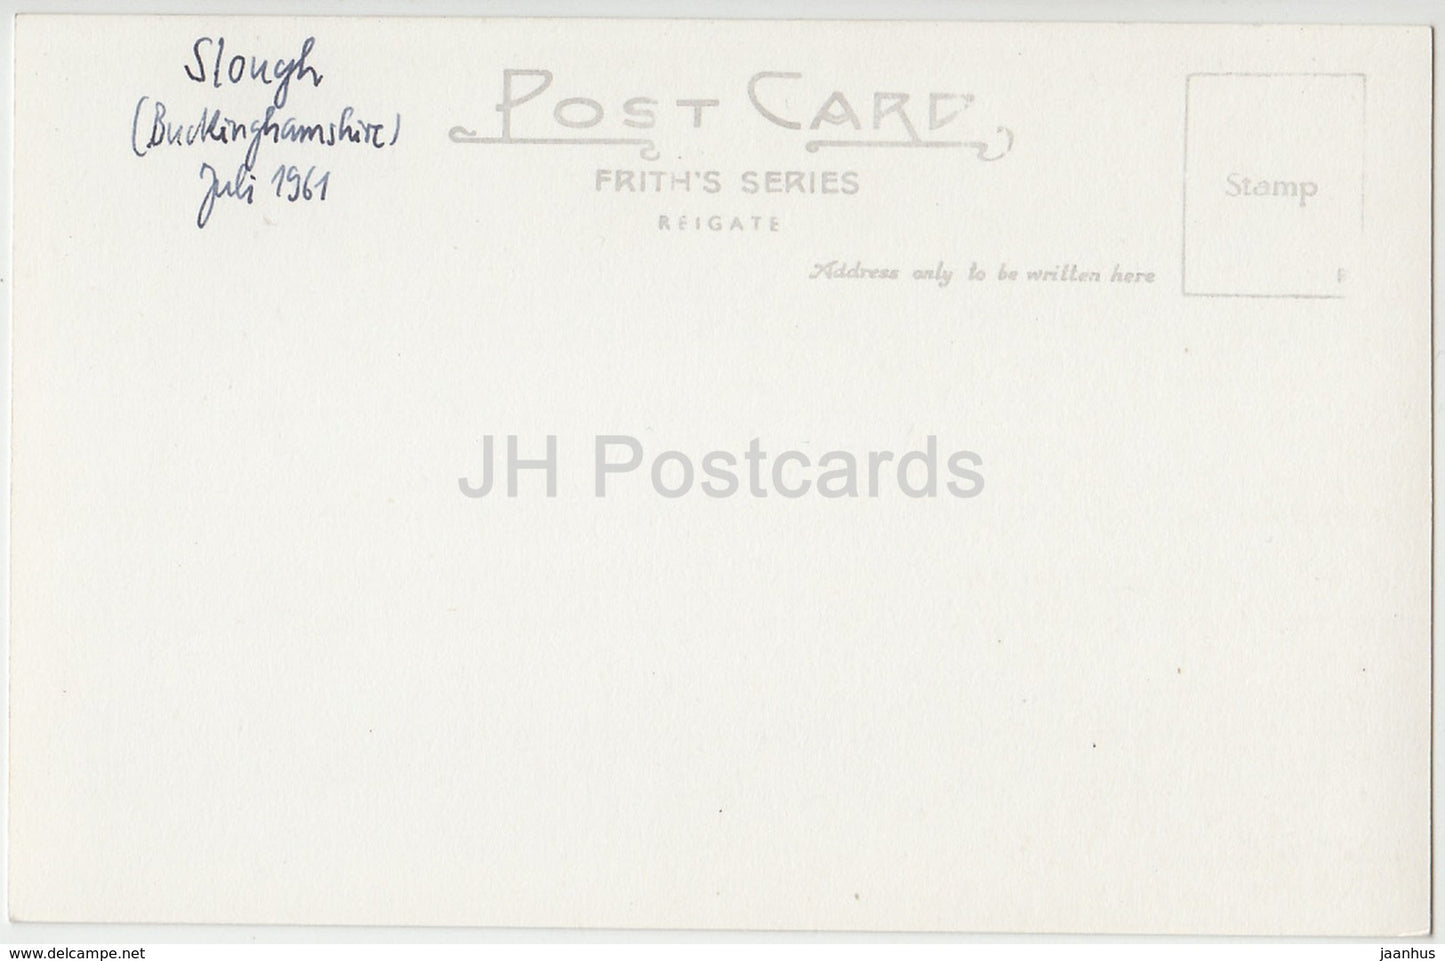 Slough
(Buckinghamshire)
Juli 1961
POST CARD
FRITH'S SERIES
REIGATE
Stamp
Address only to be written here
JH Postcards
www.delcampe.net
jaanhus